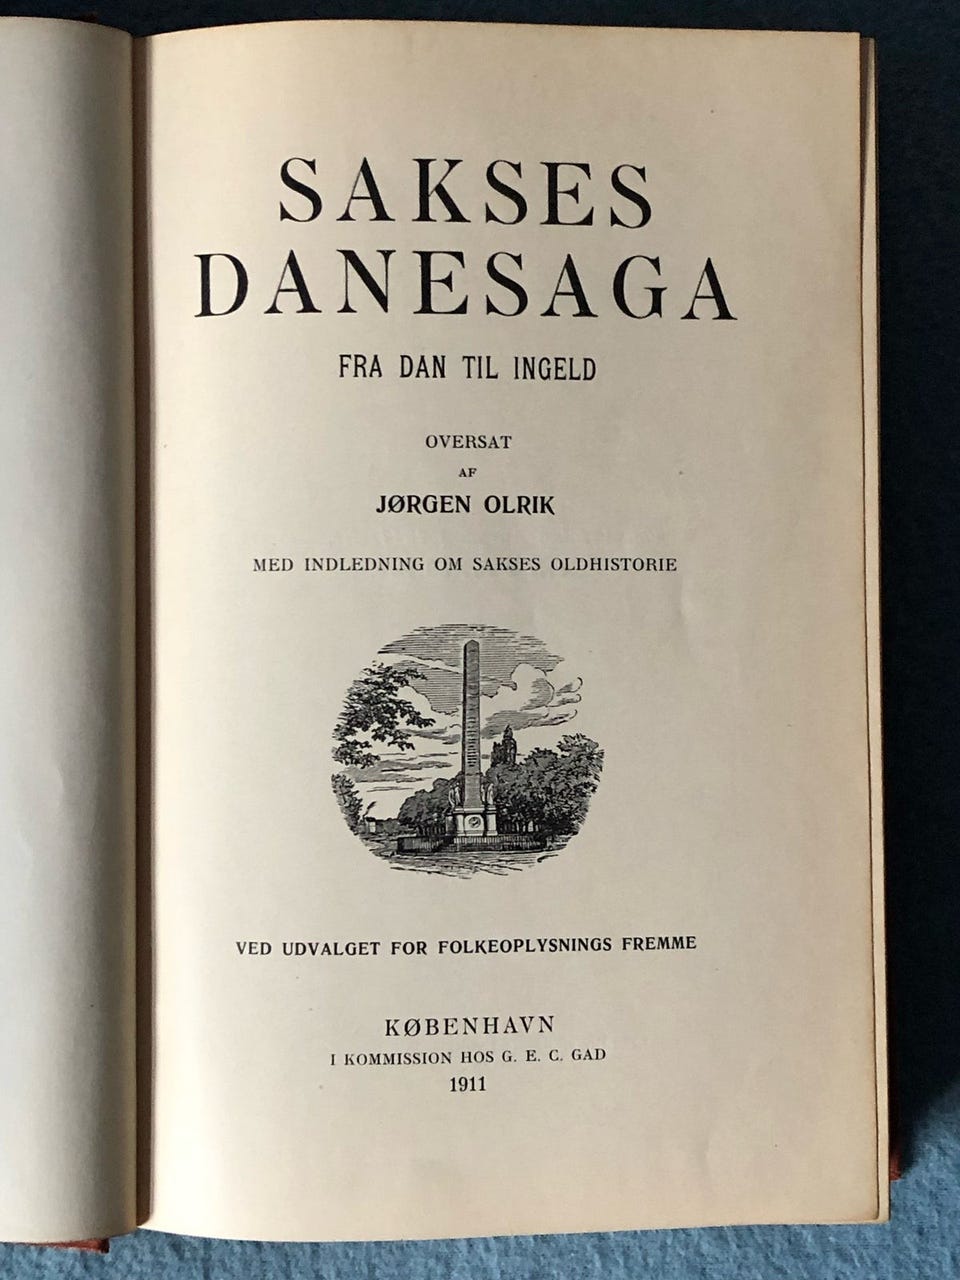 SAKSES
DANESAGA
FRA DAN TIL INGELD
OVERSAT
AF
JØRGEN OLRIK
MED INDLEDNING OM SAKSES OLDHISTORIE
VED UDVALGET FOR FOLKEOPLYSNINGS FREMME
KØBENHAVN
I KOMMISSION HOS G. E. C. GAD
1911